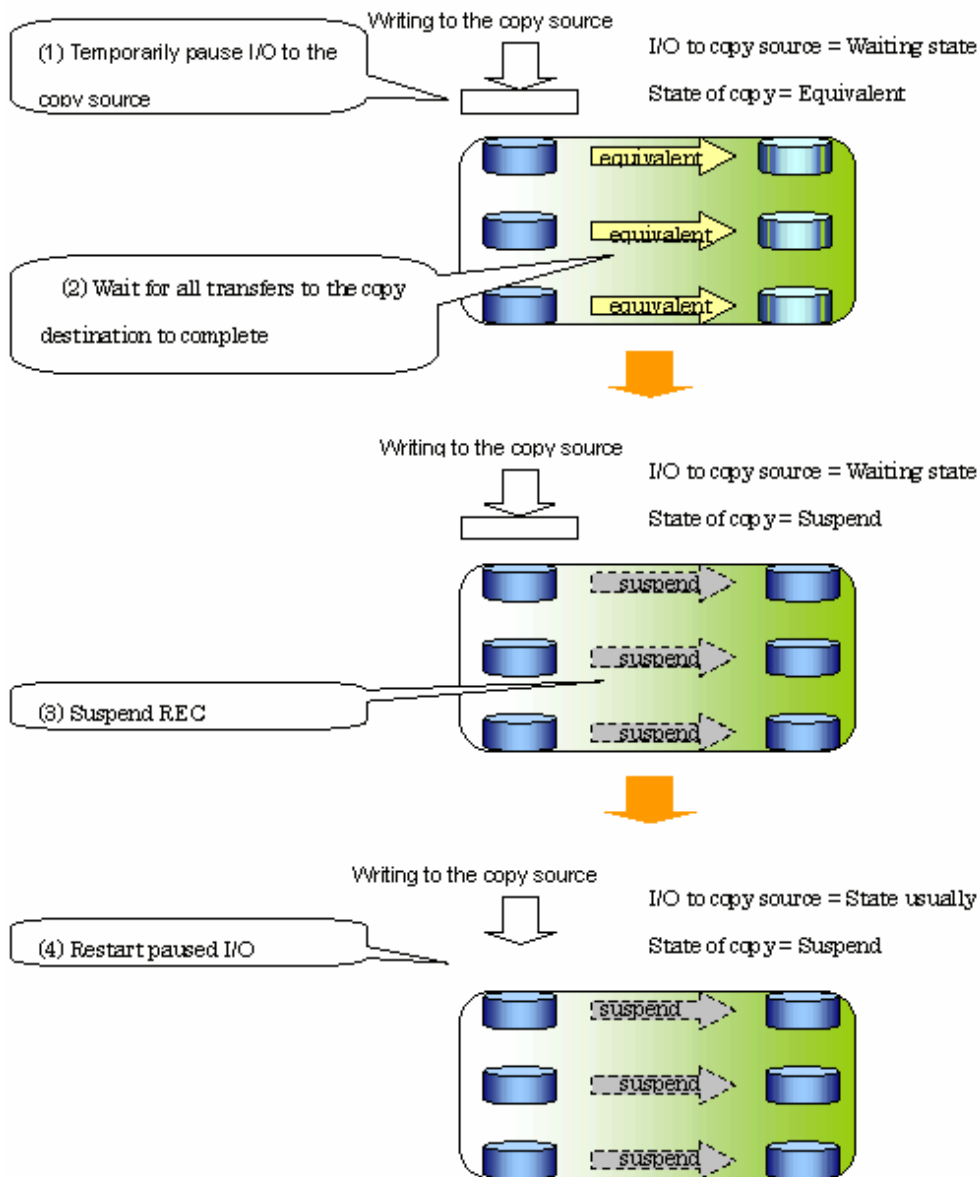 Writing to the copy source
(1) Temporarily pause I/O to the
copy source
I/O to copy source = Waiting state
State of copy = Equivalent
equivalent
equivalent
equivalent
(2) Wait for all transfers to the copy
destination to complete
Writing to the copy source
I/O to copy source = Waiting state
State of copy = Suspend
suspend
suspend
suspend
(3) Suspend REC
Writing to the copy source
I/O to copy source = State usually
State of copy = Suspend
(4) Restart paused I/O
suspend
suspend
suspend